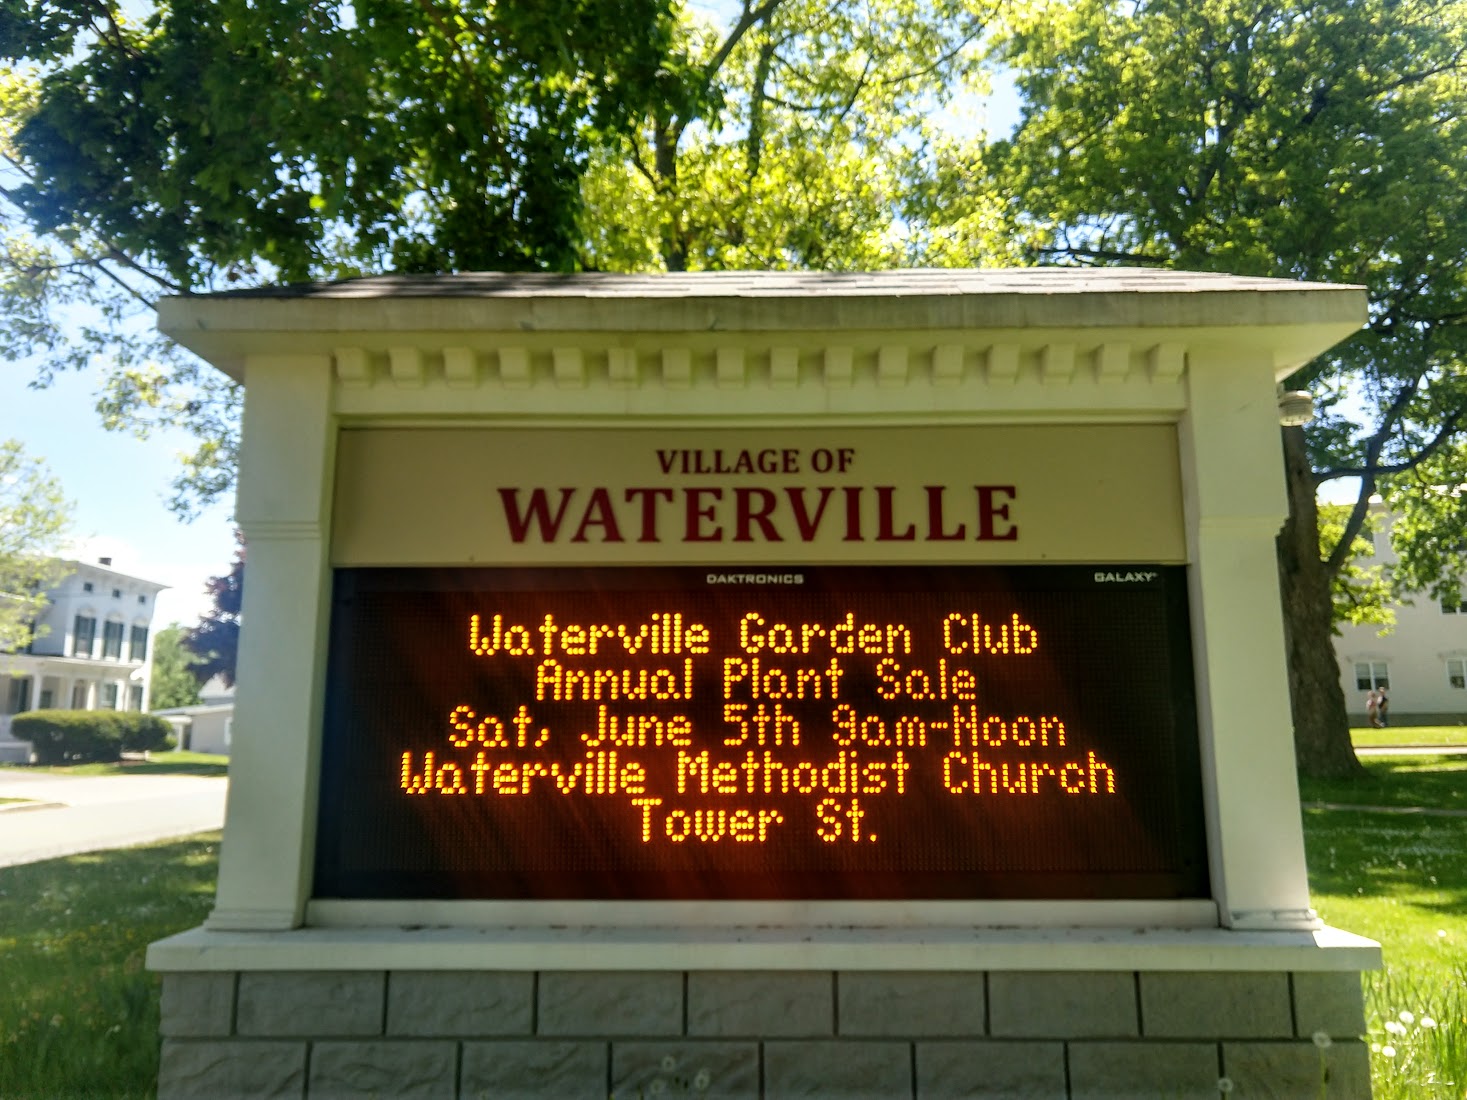 VILLAGE OF
WATERVILLE
DAKTRONICS GALAXY®
Waterville Garden Club
Annual Plant Sale
Sat, June 5th 9am-Noon
Waterville Methodist Church
Tower St.